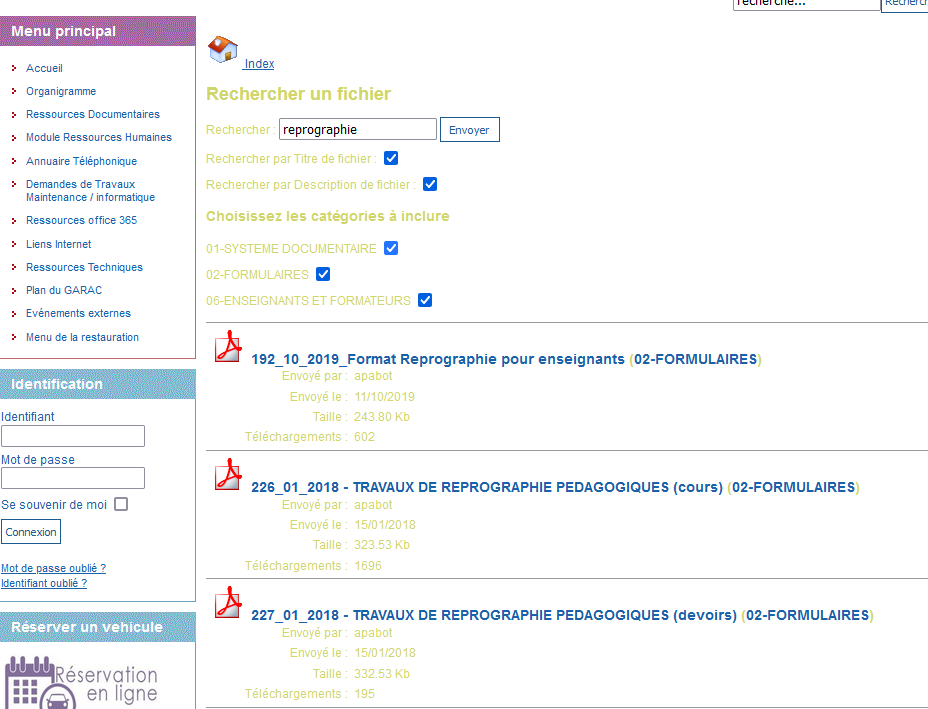 recherche...
Menu principal
Accueil
Organigramme
Ressources Documentaires
Module Ressources Humaines
Annuaire Téléphonique
Demandes de Travaux
Maintenance / informatique
Ressources office 365
Liens Internet
Ressources Techniques
Plan du GARAC
Evénements externes
Menu de la restauration
Identification
Identifiant
Mot de passe
Se souvenir de moi
Connexion
Mot de passe oublié ?
Identifiant oublié ?
Réserver un vehicule
Réservation
en ligne
Index
Rechercher un fichier
Rechercher : reprographie Envoyer
Rechercher par Titre de fichier :
Rechercher par Description de fichier :
Choisissez les catégories à inclure
01-SYSTEME DOCUMENTAIRE
02-FORMULAIRES
06-ENSEIGNANTS ET FORMATEURS
192_10_2019_Format Reprographie pour enseignants (02-FORMULAIRES)
Envoyé par : apabot
Envoyé le : 11/10/2019
Taille : 243.80 Kb
Téléchargements : 602
226_01_2018 - TRAVAUX DE REPROGRAPHIE PEDAGOGIQUES (cours) (02-FORMULAIRES)
Envoyé par : apabot
Envoyé le : 15/01/2018
Taille : 323.53 Kb
Téléchargements : 1696
227_01_2018 - TRAVAUX DE REPROGRAPHIE PEDAGOGIQUES (devoirs) (02-FORMULAIRES)
Envoyé par : apabot
Envoyé le : 15/01/2018
Taille : 332.53 Kb
Téléchargements : 195